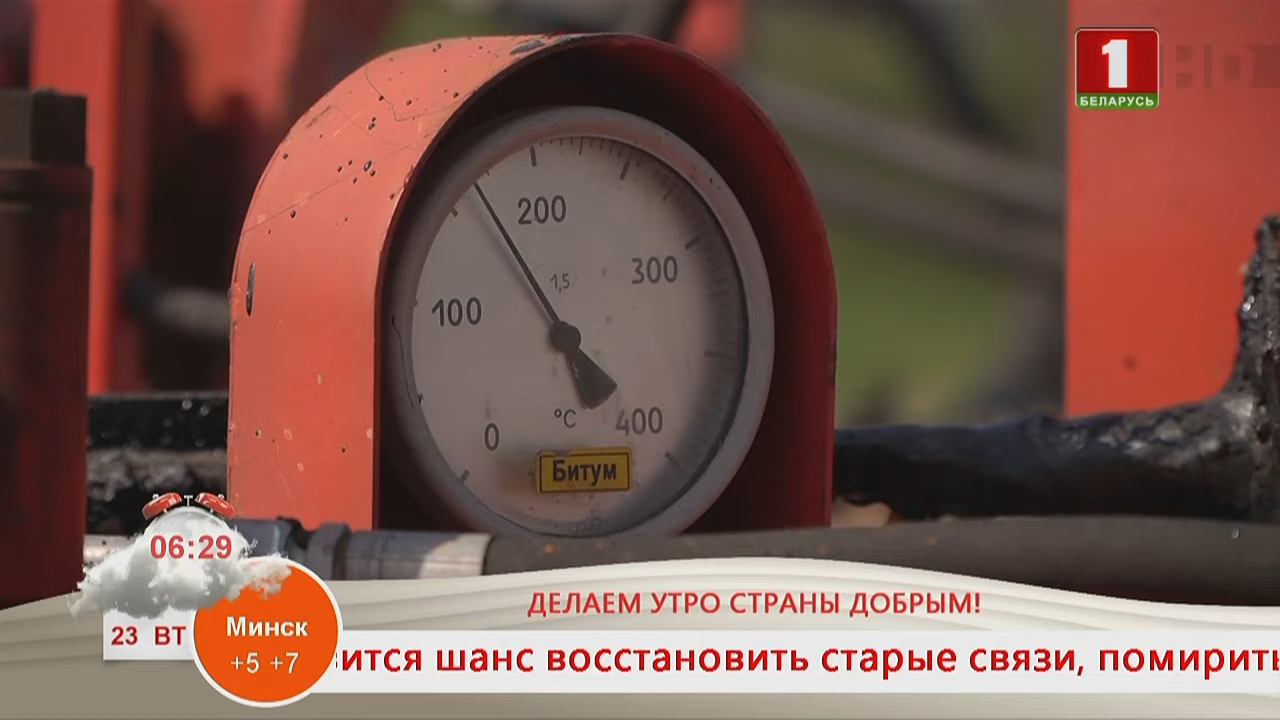 1
БЕЛАРУСЬ
HD
200
300
1,5
100
°C
400
0
Битум
06:29
ДЕЛАЕМ УТРО СТРАНЫ ДОБРЫМ!
23 ВТ
Минск
+5 +7
шанс восстановить старые связи,